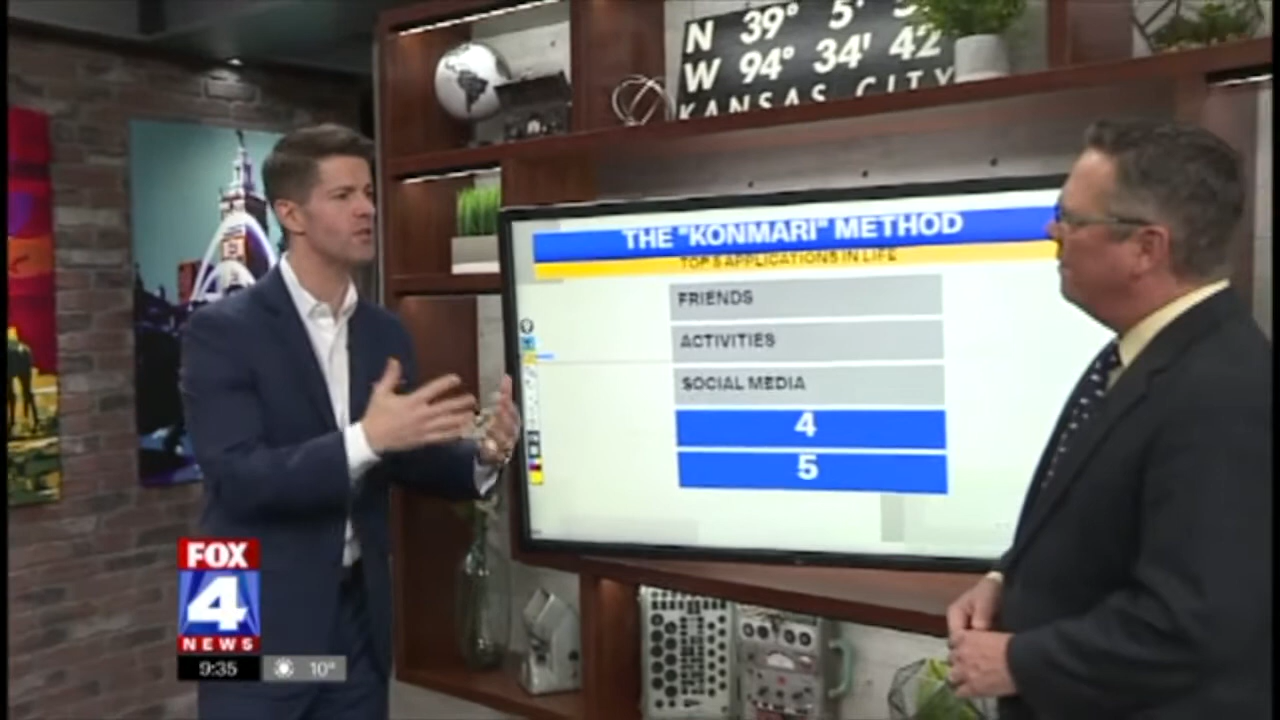 N 39° 5'
W 94° 34' 42
KANSAS CITY
THE "KONMARI" METHOD
TOP 5 APPLICATIONS IN LIFE
FRIENDS
ACTIVITIES
SOCIAL MEDIA
4
5
FOX
4
NEWS
9:35 10°